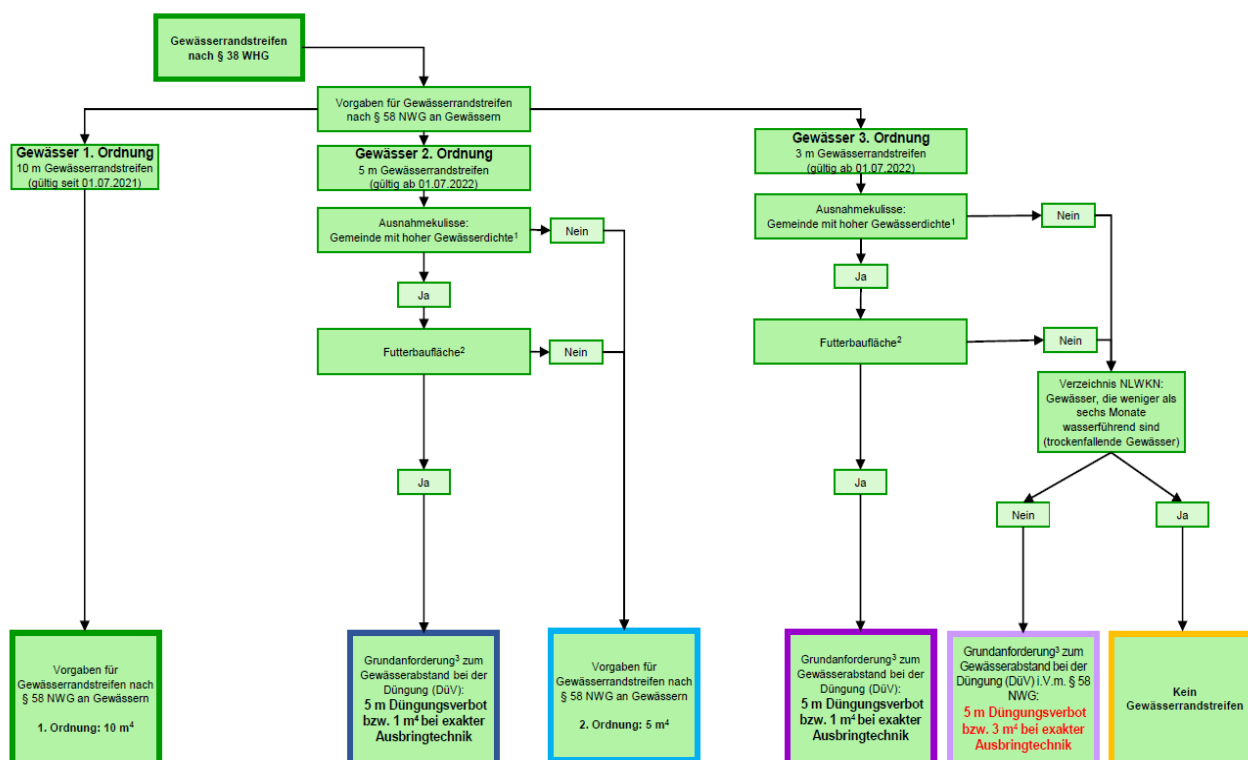 Gewässerrandstreifen
nach § 38 WHG
Vorgaben für Gewässerrandstreifen
nach § 58 NWG an Gewässern
Gewässer 1. Ordnung
10 m Gewässerrandstreifen
(gültig seit 01.07.2021)
Gewässer 2. Ordnung
5 m Gewässerrandstreifen
(gültig ab 01.07.2022)
Gewässer 3. Ordnung
3 m Gewässerrandstreifen
(gültig ab 01.07.2022)
Ausnahmekulisse:
Gemeinde mit hoher Gewässerdichte¹
Nein
Ausnahmekulisse:
Gemeinde mit hoher Gewässerdichte¹
Nein
Ja
Ja
Futterbaufläche²
Nein
Futterbaufläche²
Nein
Verzeichnis NLWKN:
Gewässer, die weniger als
sechs Monate
wasserführend sind
(trockenfallende Gewässer)
Ja
Ja
Nein
Ja
Vorgaben für
Gewässerrandstreifen nach
§ 58 NWG an Gewässern
1. Ordnung: 10 m⁴
Grundanforderung³ zum
Gewässerabstand bei der
Düngung (DüV):
5 m Düngungsverbot
bzw. 1 m⁴ bei exakter
Ausbringtechnik
Vorgaben für
Gewässerrandstreifen nach
§ 58 NWG an Gewässern
2. Ordnung: 5 m⁴
Grundanforderung³ zum
Gewässerabstand bei der
Düngung (DüV):
5 m Düngungsverbot
bzw. 1 m⁴ bei exakter
Ausbringtechnik
Grundanforderung³ zum
Gewässerabstand bei der
Düngung (DüV) i.V.m. § 58
NWG:
5 m Düngungsverbot
bzw. 3 m⁴ bei exakter
Ausbringtechnik
Kein
Gewässerrandstreifen